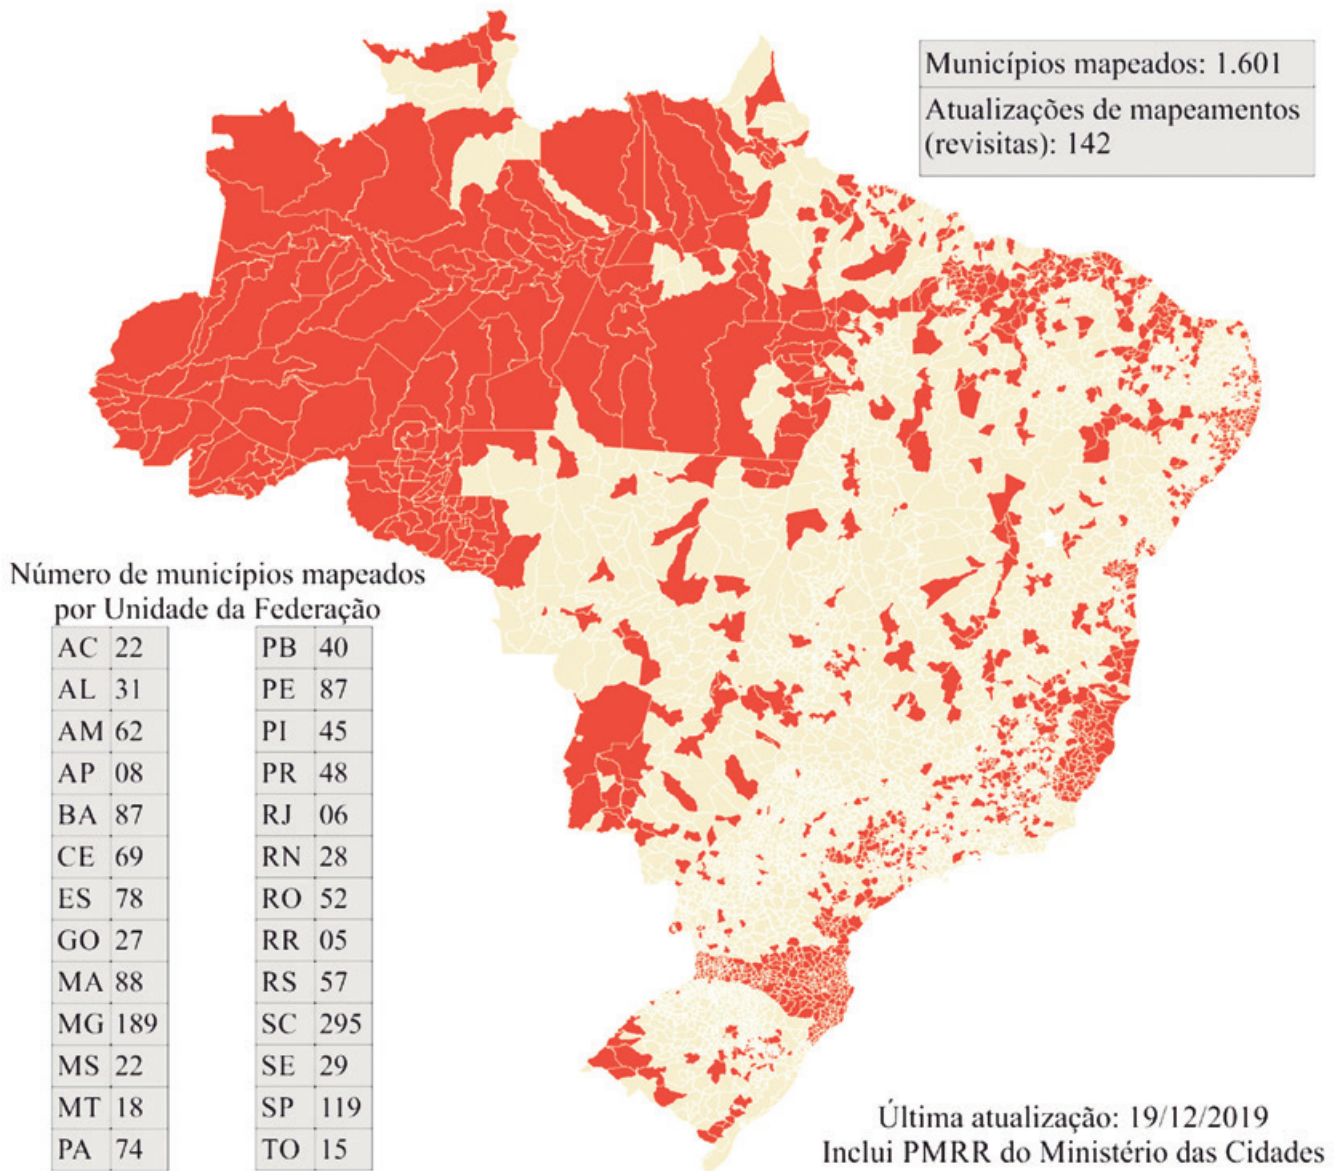 Municípios mapeados: 1.601
Atualizações de mapeamentos
(revisitas): 142
Número de municípios mapeados
por Unidade da Federação
AC 22
AL 31
AM 62
AP 08
BA 87
CE 69
ES 78
GO 27
MA 88
MG 189
MS 22
MT 18
PA 74
PB 40
PE 87
PI 45
PR 48
RJ 06
RN 28
RO 52
RR 05
RS 57
SC 295
SE 29
SP 119
TO 15
Última atualização: 19/12/2019
Inclui PMRR do Ministério das Cidades